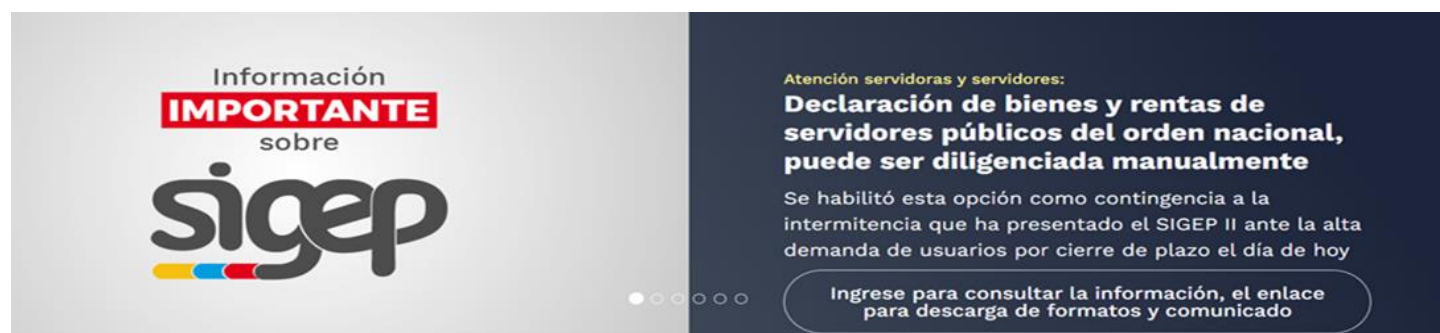 Información
IMPORTANTE
sobre
sigep
Atención servidoras y servidores:
Declaración de bienes y rentas de
servidores públicos del orden nacional,
puede ser diligenciada manualmente
Se habilitó esta opción como contingencia a la
intermitencia que ha presentado el SIGEP II ante la alta
demanda de usuarios por cierre de plazo el día de hoy
Ingrese para consultar la información, el enlace
para descarga de formatos y comunicado